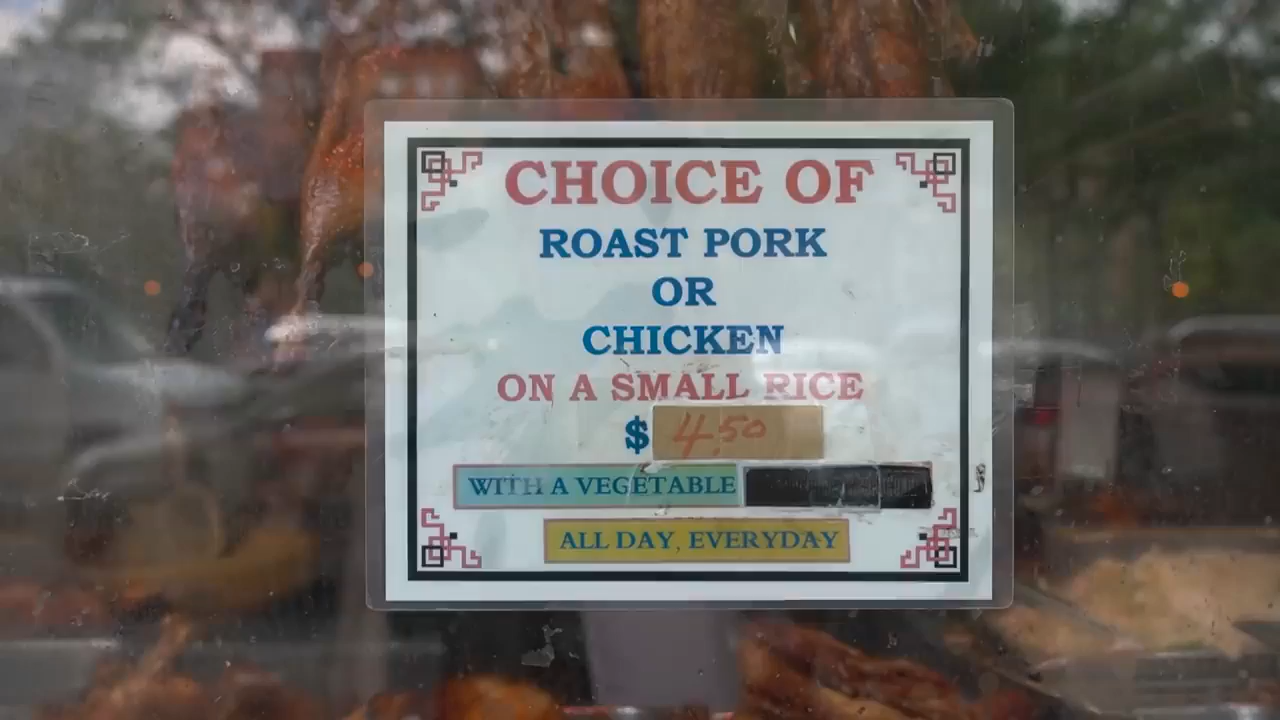 CHOICE OF
ROAST PORK
OR
CHICKEN
ON A SMALL RICE
$ 4.50
WITH A VEGETABLE
ALL DAY, EVERYDAY